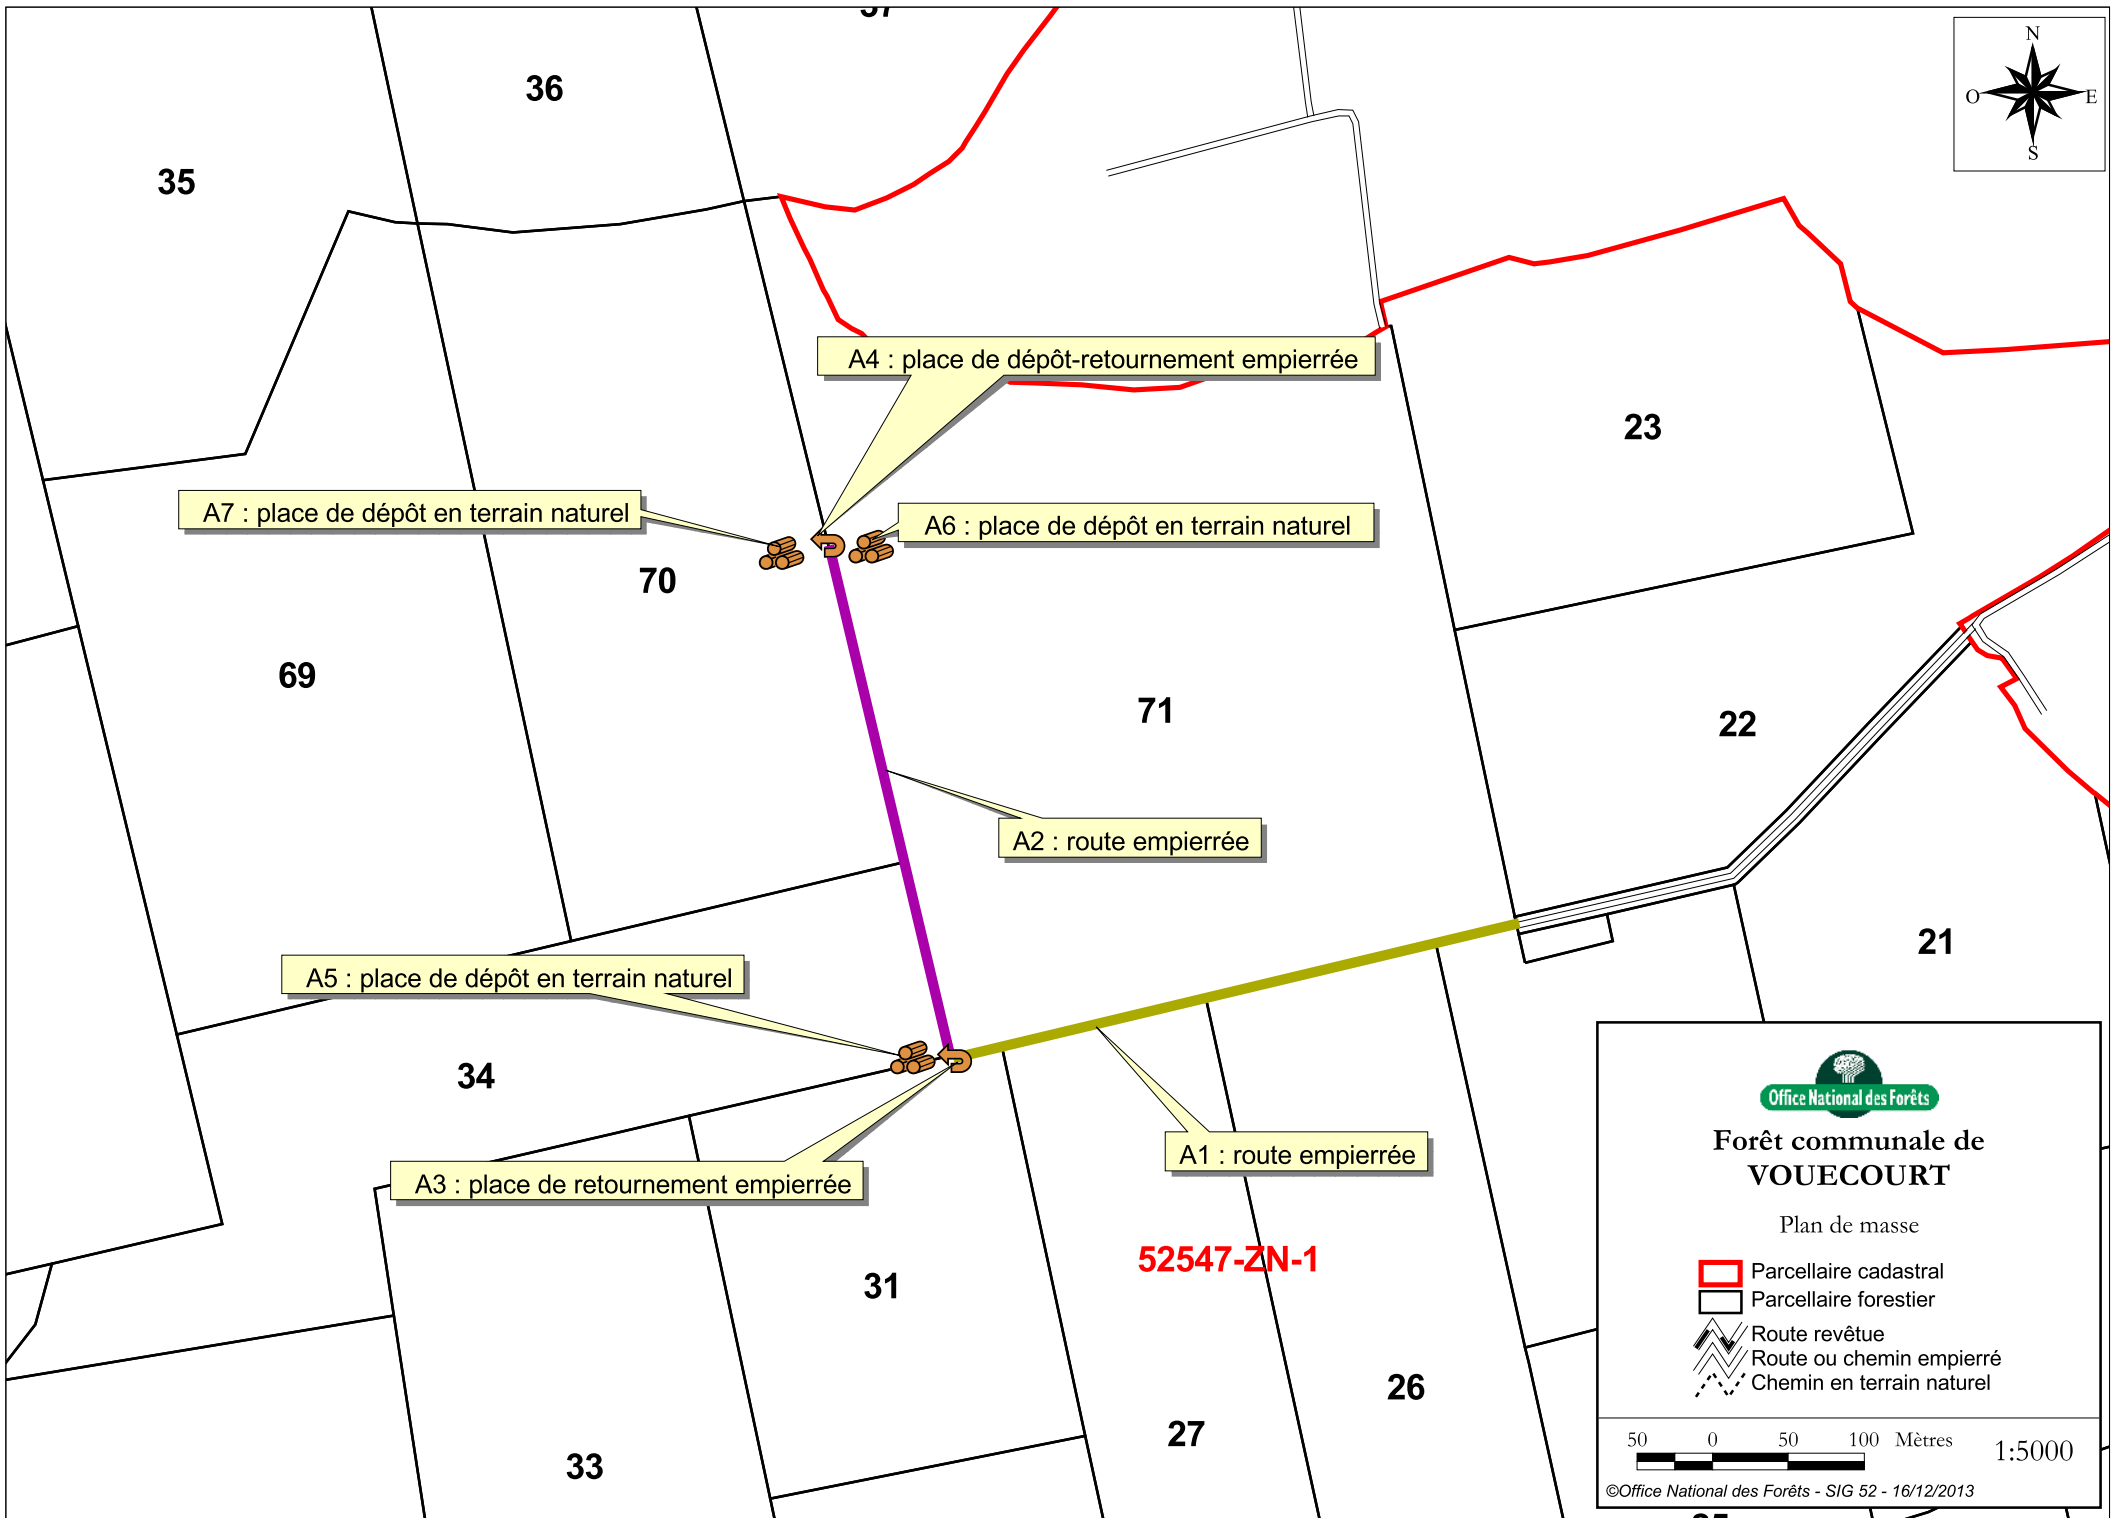 37
36
N
O
E
S
35
A4 : place de dépôt-retournement empierrée
23
A7 : place de dépôt en terrain naturel
A6 : place de dépôt en terrain naturel
70
69
71
22
A2 : route empierrée
21
A5 : place de dépôt en terrain naturel
34
A1 : route empierrée
A3 : place de retournement empierrée
52547-ZN-1
31
26
27
33
Office National des Forêts
Forêt communale de
VOUECOURT
Plan de masse
Parcellaire cadastral
Parcellaire forestier
Route revêtue
Route ou chemin empierré
Chemin en terrain naturel
50 0 50 100 Mètres
1:5000
©Office National des Forêts - SIG 52 - 16/12/2013